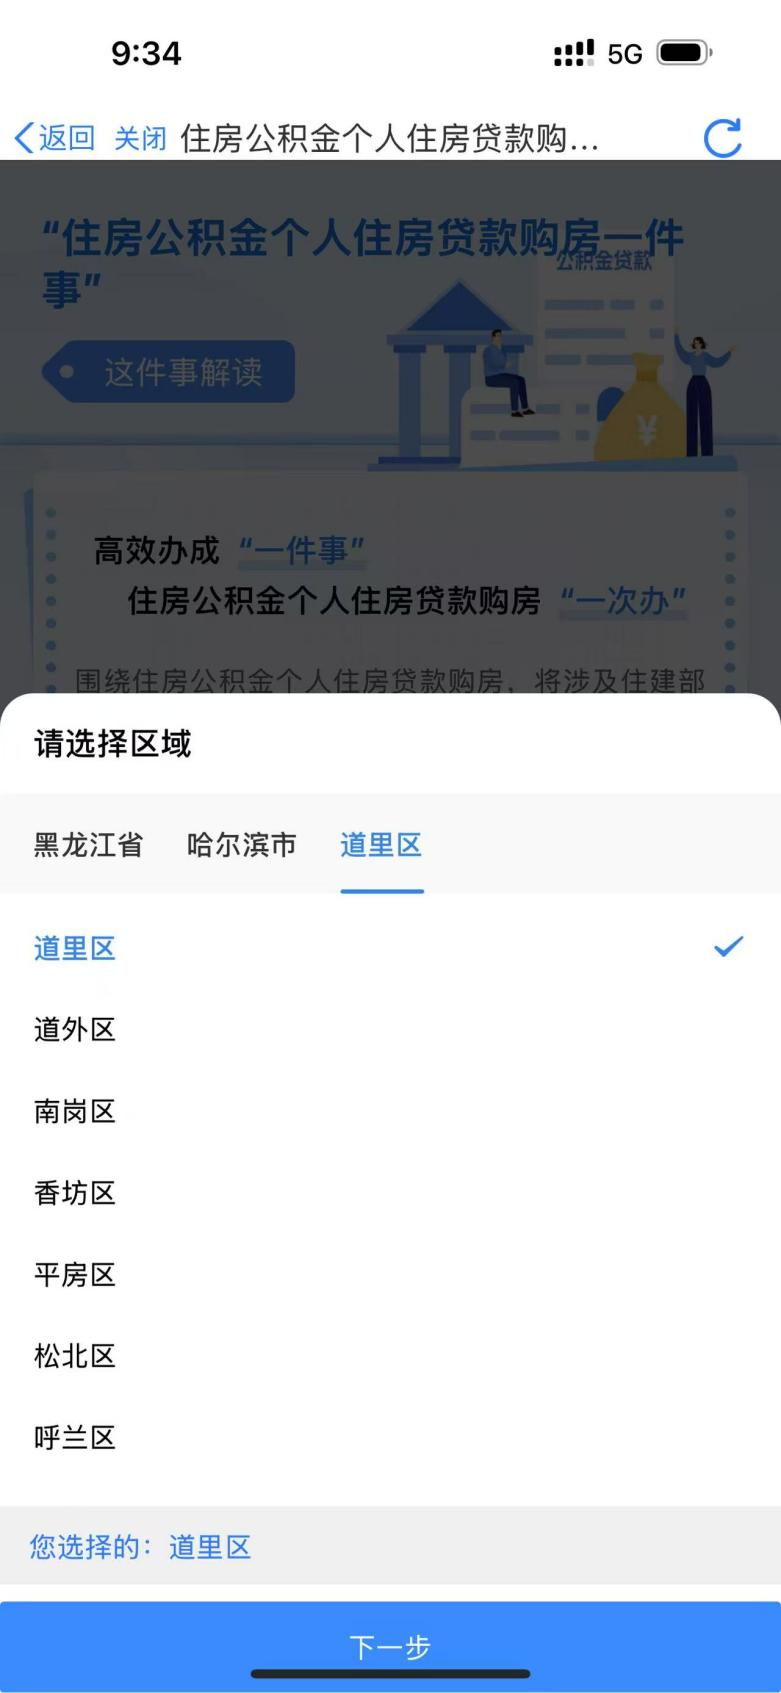 9:34
5G
返回 关闭 住房公积金个人住房贷款购...
“住房公积金个人住房贷款购房一件
事”
公积金贷款
这件事解读
¥
高效办成 “一件事”
住房公积金个人住房贷款购房 “一次办”
围绕住房公积金个人住房贷款购房，将涉及住建部
请选择区域
黑龙江省 哈尔滨市 道里区
道里区
道外区
南岗区
香坊区
平房区
松北区
呼兰区
您选择的：道里区
下一步